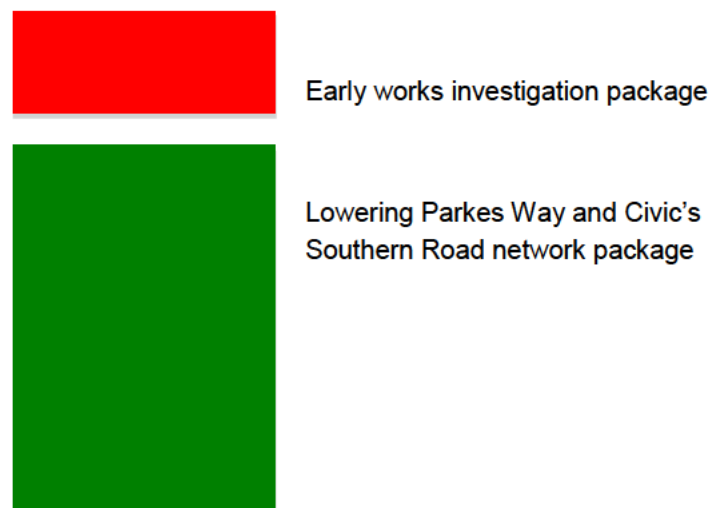 Early works investigation package
Lowering Parkes Way and Civic’s
Southern Road network package